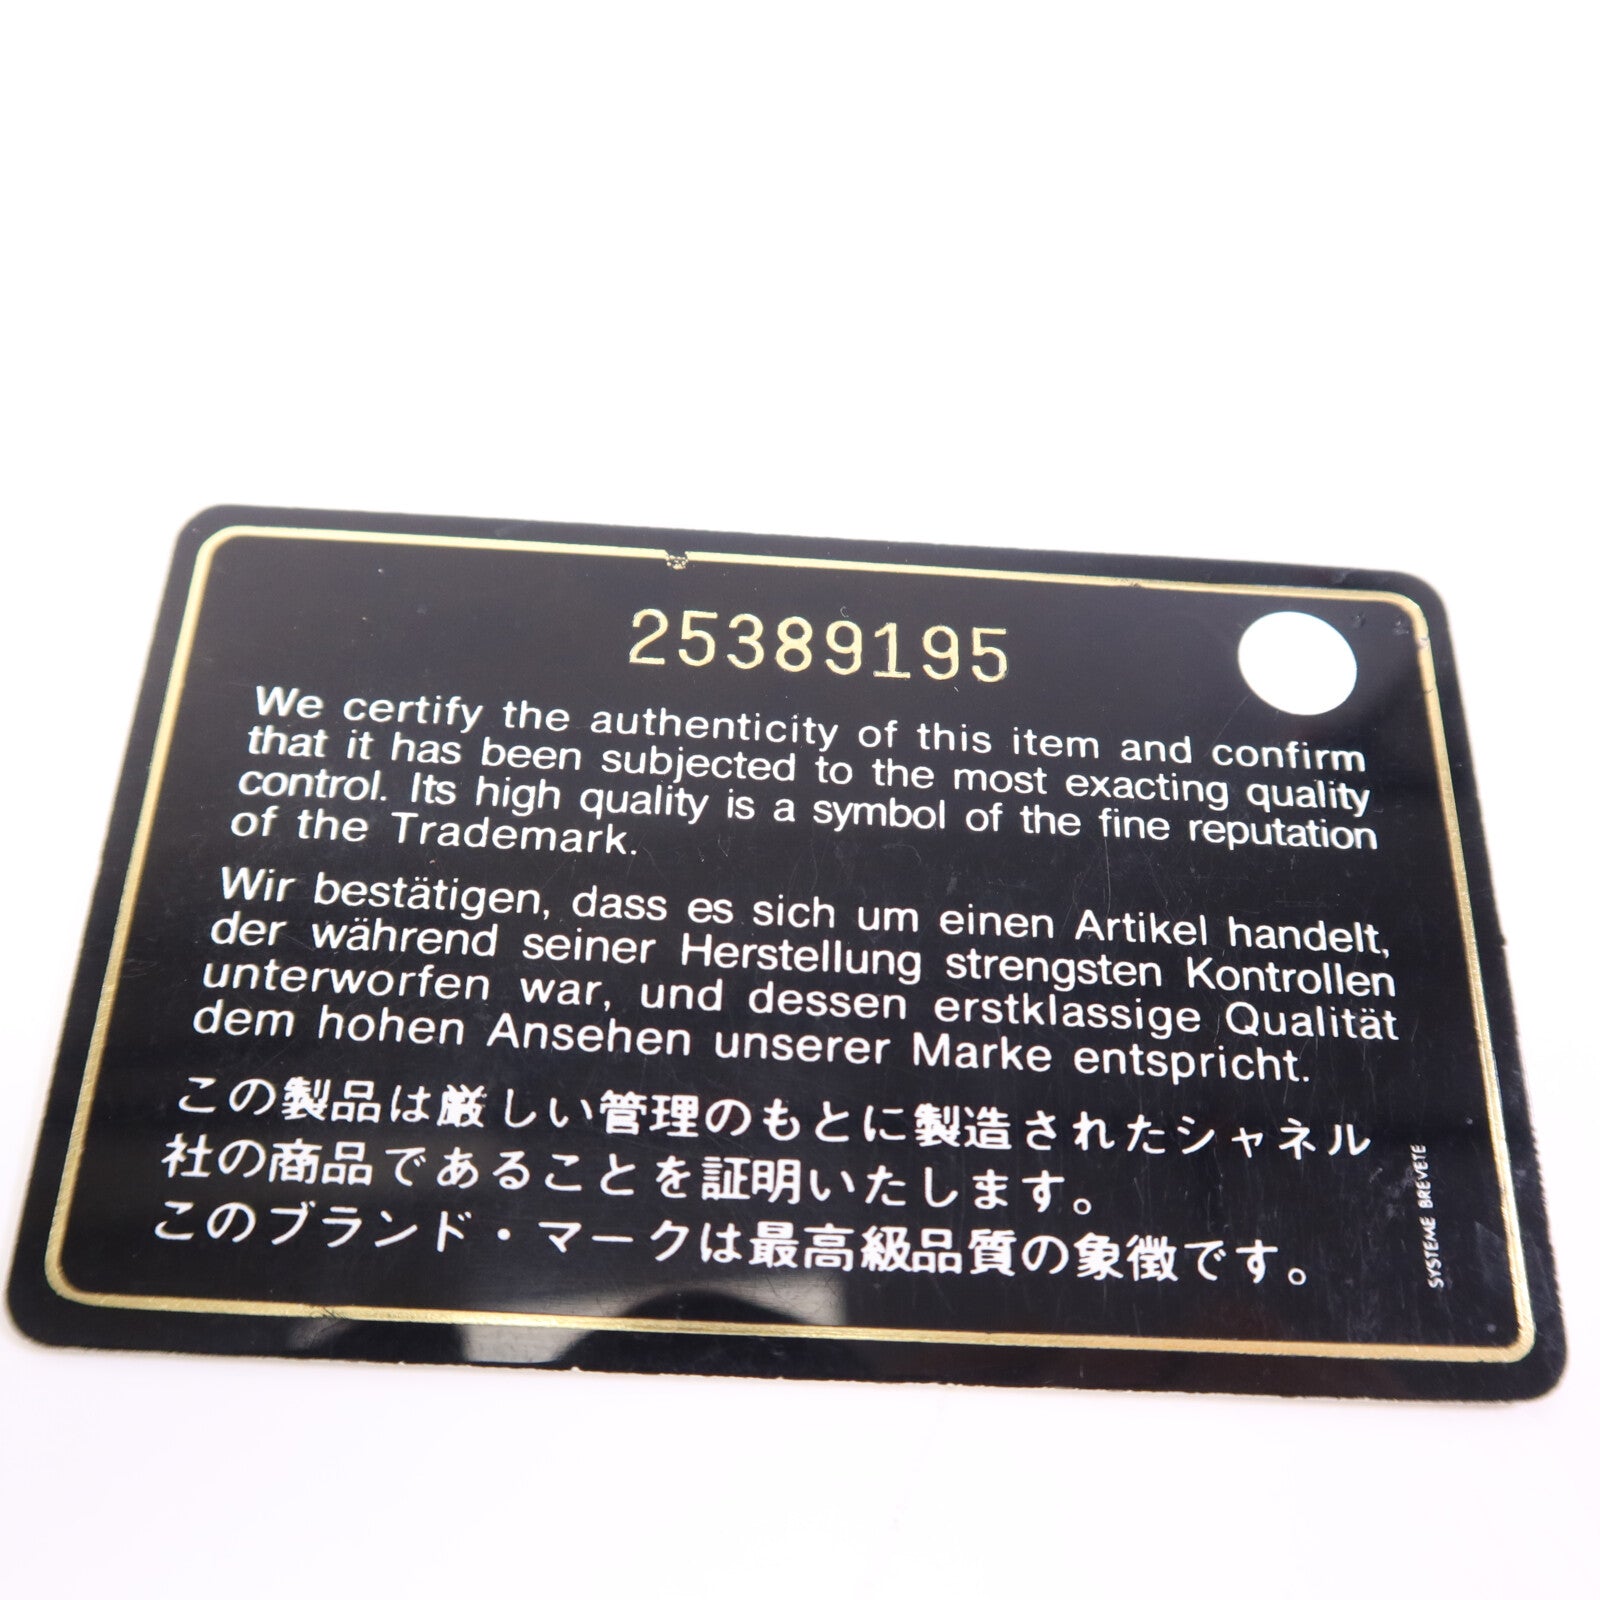 25389195
We certify the authenticity of this item and confirm
that it has been subjected to the most exacting quality
control. Its high quality is a symbol of the fine reputation
of the Trademark.
Wir bestätigen, dass es sich um einen Artikel handelt,
der während seiner Herstellung strengsten Kontrollen
unterworfen war, und dessen erstklassige Qualität
dem hohen Ansehen unserer Marke entspricht.
この製品は厳しい管理のもとに製造されたシャネル
社の商品であることを証明いたします。
このブランド・マークは最高級品質の象徴です。
SYSTEME BREVETE